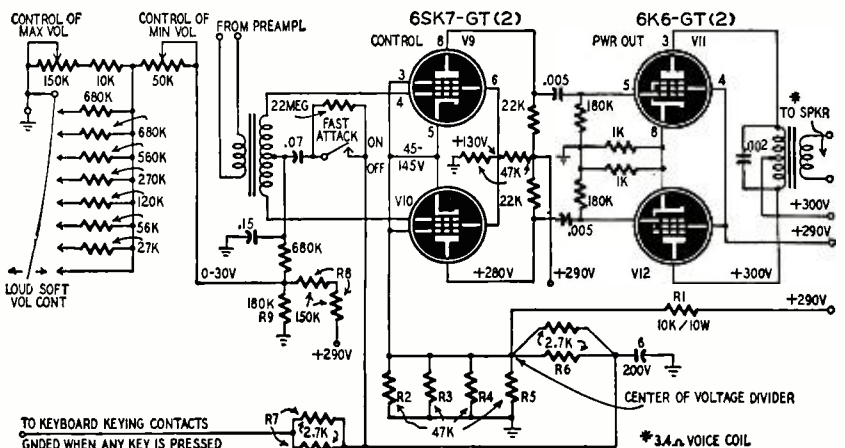 CONTROL OF
MAX VOL
CONTROL OF
MIN VOL
FROM PREAMPL
6SK7-GT(2)
6K6-GT(2)
CONTROL
8
V9
PWR OUT
3
V11
150K
10K
50K
680K
680K
560K
270K
120K
56K
27K
LOUD SOFT
VOL CONT
22MEG
FAST
ATTACK
ON
OFF
.07
.15
680K
0-30V
R8
180K
R9
150K
+290V
3
4
6
5
45-
145V
V10
+130V
47K
22K
22K
+280V
+290V
.005
.005
180K
180K
1K
1K
5
4
8
V12
.002
*
TO SPKR
+300V
+290V
+300V
R1
10K/10W
+290V
2.7K
R6
6
200V
R2
R3
R4
R5
47K
CENTER OF VOLTAGE DIVIDER
TO KEYBOARD KEYING CONTACTS
GNDED WHEN ANY KEY IS PRESSED
R7
2.7K
*3.4Ω VOICE COIL